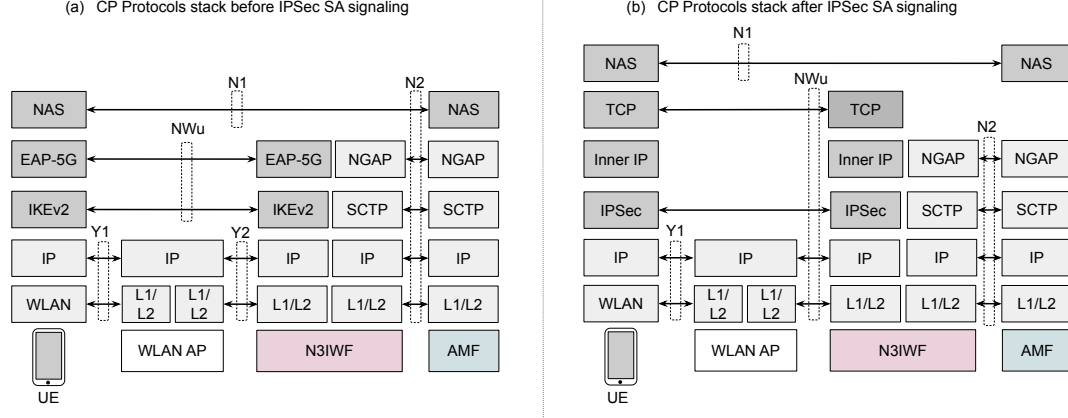 (a) CP Protocols stack before IPSec SA signaling
N1 N2
NAS NAS
NWu
EAP-5G EAP-5G NGAP NGAP
IKEv2 IKEv2 SCTP SCTP
Y1 Y2
IP IP IP IP IP
WLAN L1/ L2 L1/ L2 L1/L2 L1/L2 L1/L2
WLAN AP N3IWF AMF
UE
(b) CP Protocols stack after IPSec SA signaling
N1
NAS NAS
NWu
TCP TCP
N2
Inner IP Inner IP NGAP NGAP
IPSec IPSec SCTP SCTP
Y1
IP IP IP IP IP
WLAN L1/ L2 L1/ L2 L1/L2 L1/L2 L1/L2
WLAN AP N3IWF AMF
UE